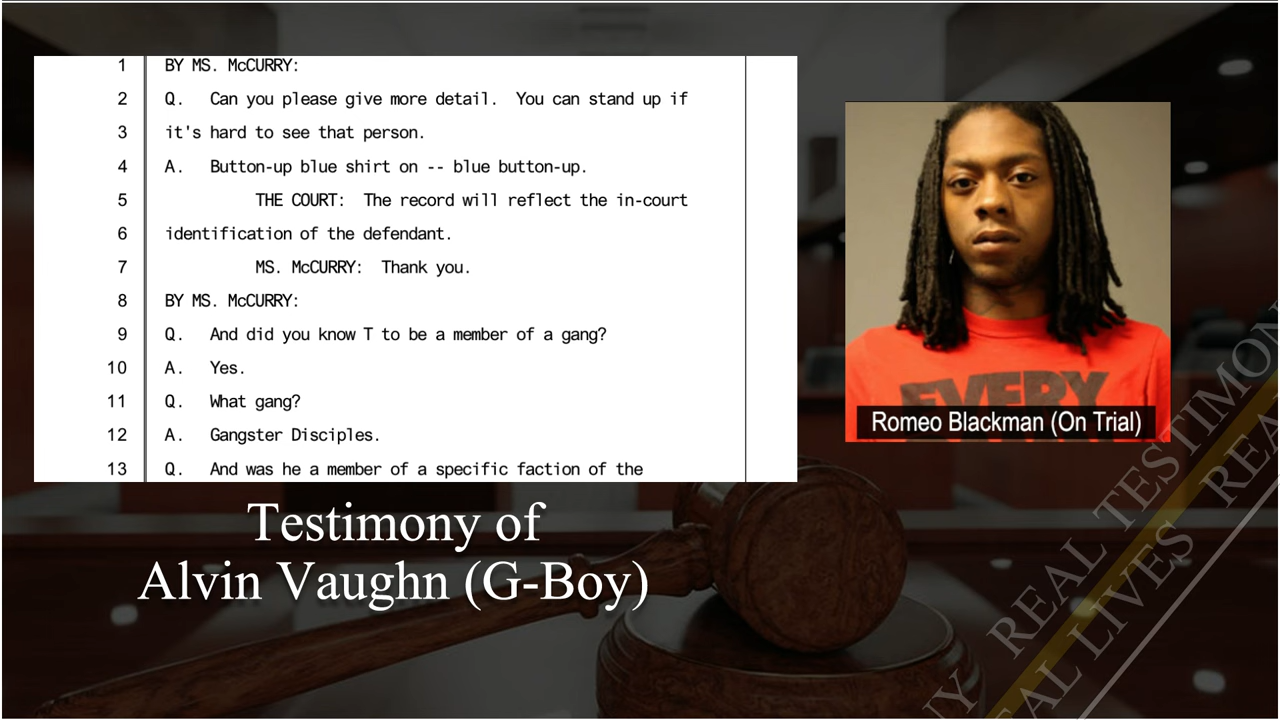 1 BY MS. McCURRY:
2 Q. Can you please give more detail. You can stand up if
3 it's hard to see that person.
4 A. Button-up blue shirt on -- blue button-up.
5 THE COURT: The record will reflect the in-court
6 identification of the defendant.
7 MS. McCURRY: Thank you.
8 BY MS. McCURRY:
9 Q. And did you know T to be a member of a gang?
10 A. Yes.
11 Q. What gang?
12 A. Gangster Disciples.
13 Q. And was he a member of a specific faction of the
EVERY
Romeo Blackman (On Trial)
Testimony of
Alvin Vaughn (G-Boy)
REAL TESTIMON
REAL LIVES
REA